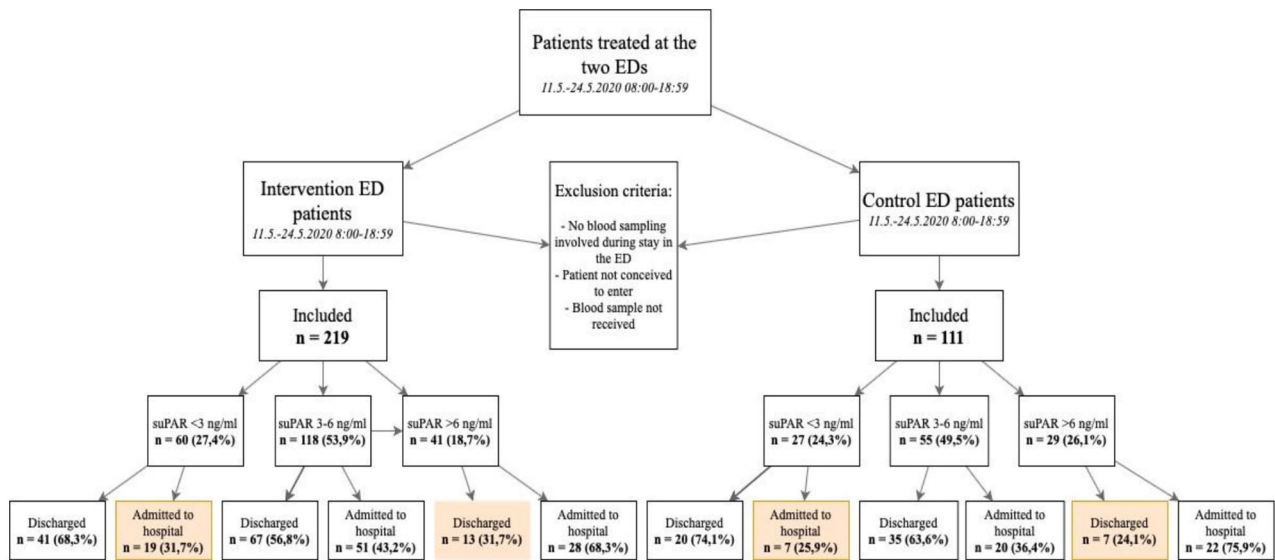 Patients treated at the
two EDs
11.5.-24.5.2020 08:00-18:59
Intervention ED
patients
11.5.-24.5.2020 8:00-18:59
Exclusion criteria:
- No blood sampling
involved during stay in
the ED
- Patient not conceived
to enter
- Blood sample not
received
Control ED patients
11.5.-24.5.2020 8:00-18:59
Included
n = 219
Included
n = 111
suPAR <3 ng/ml
n = 60 (27,4%)
suPAR 3-6 ng/ml
n = 118 (53,9%)
suPAR >6 ng/ml
n = 41 (18,7%)
suPAR <3 ng/ml
n = 27 (24,3%)
suPAR 3-6 ng/ml
n = 55 (49,5%)
suPAR >6 ng/ml
n = 29 (26,1%)
Discharged
n = 41 (68,3%)
Admitted to
hospital
n = 19 (31,7%)
Discharged
n = 67 (56,8%)
Admitted to
hospital
n = 51 (43,2%)
Discharged
n = 13 (31,7%)
Admitted to
hospital
n = 28 (68,3%)
Discharged
n = 20 (74,1%)
Admitted to
hospital
n = 7 (25,9%)
Discharged
n = 35 (63,6%)
Admitted to
hospital
n = 20 (36,4%)
Discharged
n = 7 (24,1%)
Admitted to
hospital
n = 22 (75,9%)